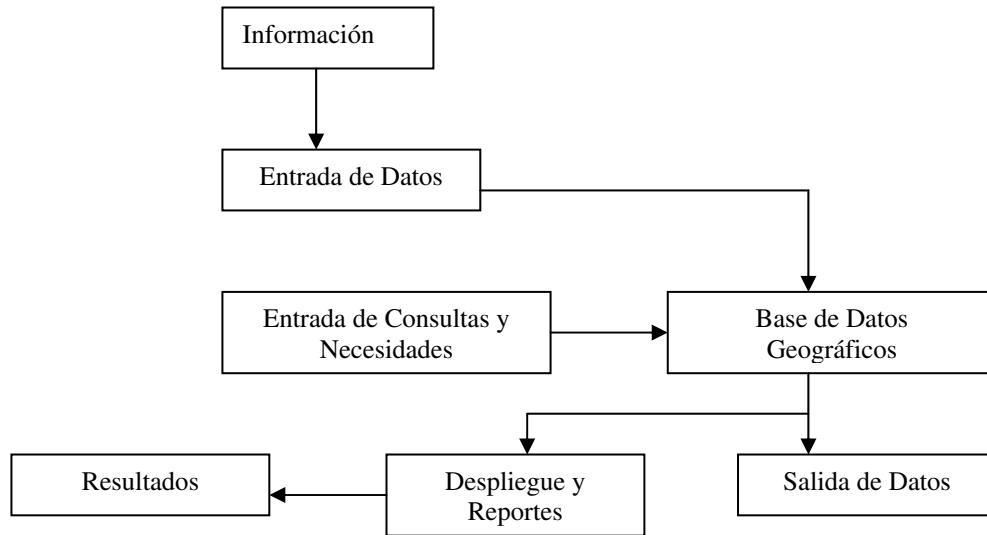 Información
Entrada de Datos
Entrada de Consultas y
Necesidades
Base de Datos
Geográficos
Resultados
Despliegue y
Reportes
Salida de Datos